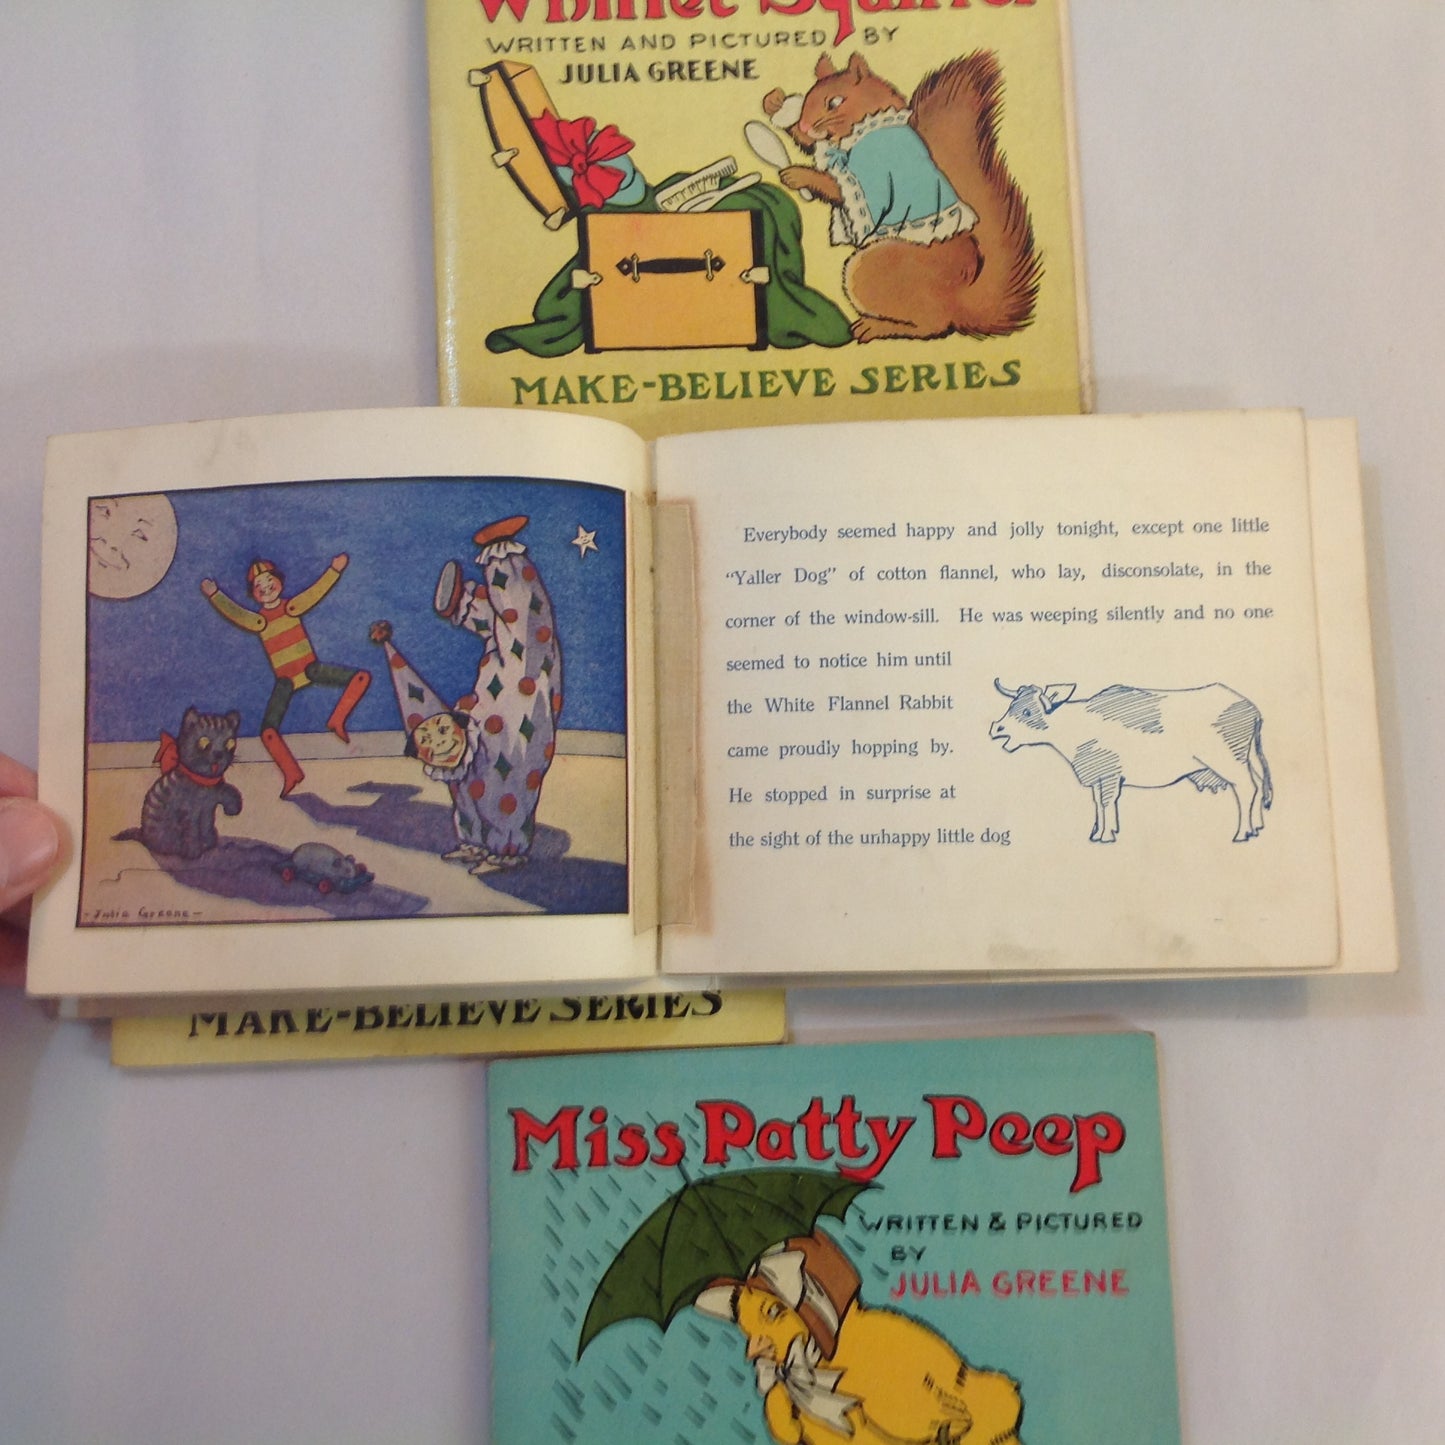 Squirrel
WRITTEN AND PICTURED BY
JULIA GREENE
MAKE-BELIEVE SERIES
-Julia Greene-
Everybody seemed happy and jolly tonight, except one little
"Yaller Dog" of cotton flannel, who lay, disconsolate, in the
corner of the window-sill. He was weeping silently and no one
seemed to notice him until
the White Flannel Rabbit
came proudly hopping by.
He stopped in surprise at
the sight of the unhappy little dog
MAKE-BELIEVE SERIES
Miss Patty Peep
WRITTEN & PICTURED
BY
JULIA GREENE